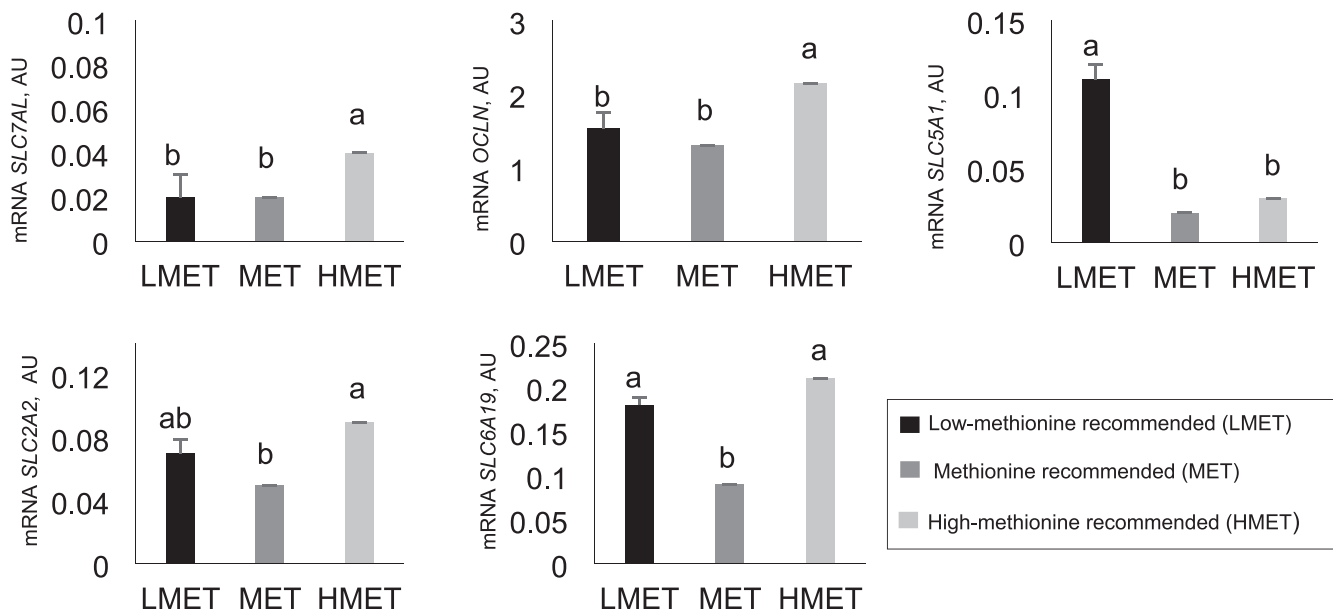 mRNA SLC7AL, AU
0.1
0.08
0.06
0.04
0.02
0
b
b
a
LMET MET HMET
mRNA OCLN, AU
3
2
1
0
b
b
a
LMET MET HMET
mRNA SLC5A1, AU
0.15
0.1
0.05
0
a
b
b
LMET MET HMET
mRNA SLC2A2, AU
0.12
0.08
0.04
0
ab
b
a
LMET MET HMET
mRNA SLC6A19, AU
0.25
0.2
0.15
0.1
0.05
0
a
b
a
LMET MET HMET
Low-methionine recommended (LMET)
Methionine recommended (MET)
High-methionine recommended (HMET)